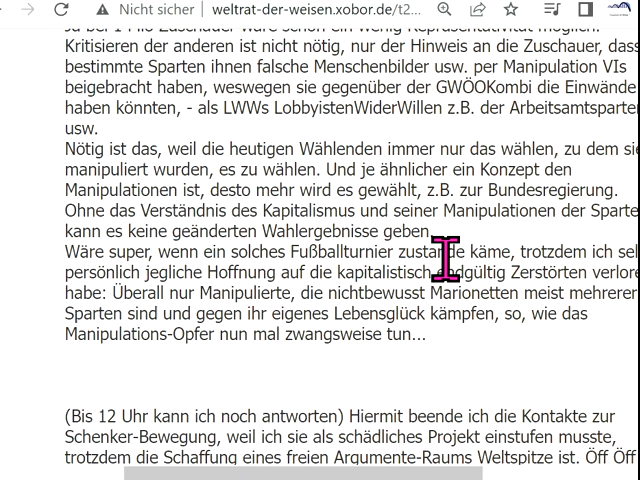 Nicht sicher | weltrat-der-weisen.xobor.de/t2...
Kritisieren der anderen ist nicht nötig, nur der Hinweis an die Zuschauer, dass
bestimmte Sparten ihnen falsche Menschenbilder usw. per Manipulation VIs
beigebracht haben, weswegen sie gegenüber der GWÖOKombi die Einwände
haben könnten, - als LWWs LobbyistenWiderWillen z.B. der Arbeitsamtsparten
usw.
Nötig ist das, weil die heutigen Wählenden immer nur das wählen, zu dem sie
manipuliert wurden, es zu wählen. Und je ähnlicher ein Konzept den
Manipulationen ist, desto mehr wird es gewählt, z.B. zur Bundesregierung.
Ohne das Verständnis des Kapitalismus und seiner Manipulationen der Sparte
kann es keine geänderten Wahlergebnisse geben.
Wäre super, wenn ein solches Fußballturnier zustande käme, trotzdem ich sel
persönlich jegliche Hoffnung auf die kapitalistisch endgültig Zerstörten verlore
habe: Überall nur Manipulierte, die nichtbewusst Marionetten meist mehrerer
Sparten sind und gegen ihr eigenes Lebensglück kämpfen, so, wie das
Manipulations-Opfer nun mal zwangsweise tun...
(Bis 12 Uhr kann ich noch antworten) Hiermit beende ich die Kontakte zur
Schenker-Bewegung, weil ich sie als schädliches Projekt einstufen musste,
trotzdem die Schaffung eines freien Argumente-Raums Weltspitze ist. Öff Öff